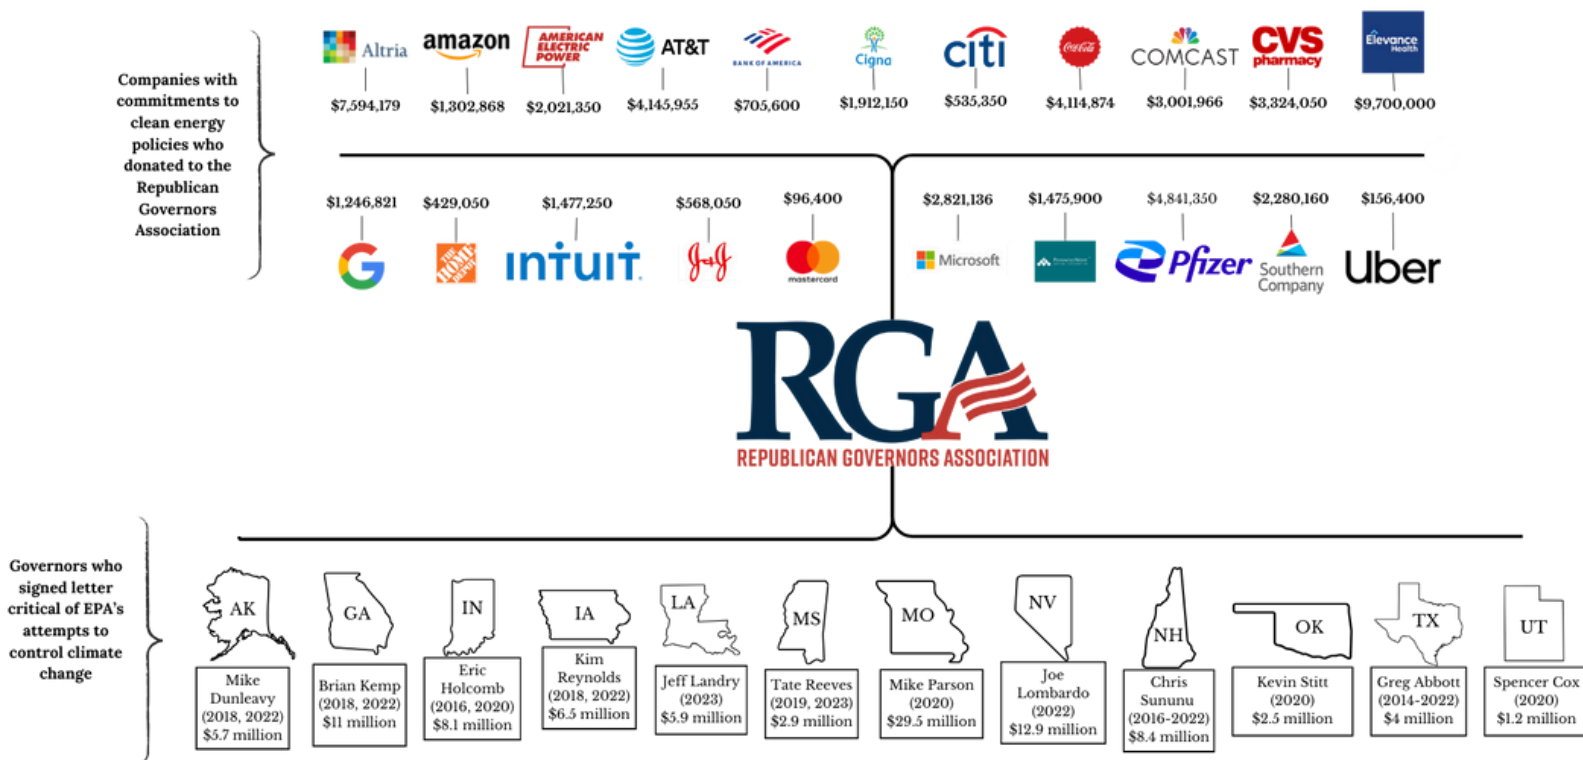 Companies with
commitments to
clean energy
policies who
donated to the
Republican
Governors
Association
Altria
amazon
AMERICAN
ELECTRIC
POWER
AT&T
BANK OF AMERICA
Cigna
citi
Coca-Cola
COMCAST
CVS
pharmacy
Elevance
Health
$7,594,179
$1,302,868
$2,021,350
$4,145,955
$705,600
$1,912,150
$535,350
$4,114,874
$3,001,966
$3,324,050
$9,700,000
$1,246,821
$429,050
$1,477,250
$568,050
$96,400
$2,821,136
$1,475,900
$4,841,350
$2,280,160
$156,400
G
THE
HOME
DEPOT
intuit.
J&J
mastercard
Microsoft
Pfizer
Southern
Company
Uber
RGA
REPUBLICAN GOVERNORS ASSOCIATION
Governors who
signed letter
critical of EPA's
attempts to
control climate
change
AK
GA
IN
IA
LA
MS
MO
NV
NH
OK
TX
UT
Mike
Dunleavy
(2018, 2022)
$5.7 million
Brian Kemp
(2018, 2022)
$11 million
Eric
Holcomb
(2016, 2020)
$8.1 million
Kim
Reynolds
(2018, 2022)
$6.5 million
Jeff Landry
(2023)
$5.9 million
Tate Reeves
(2019, 2023)
$2.9 million
Mike Parson
(2020)
$29.5 million
Joe
Lombardo
(2022)
$12.9 million
Chris
Sununu
(2016-2022)
$8.4 million
Kevin Stitt
(2020)
$2.5 million
Greg Abbott
(2014-2022)
$4 million
Spencer Cox
(2020)
$1.2 million